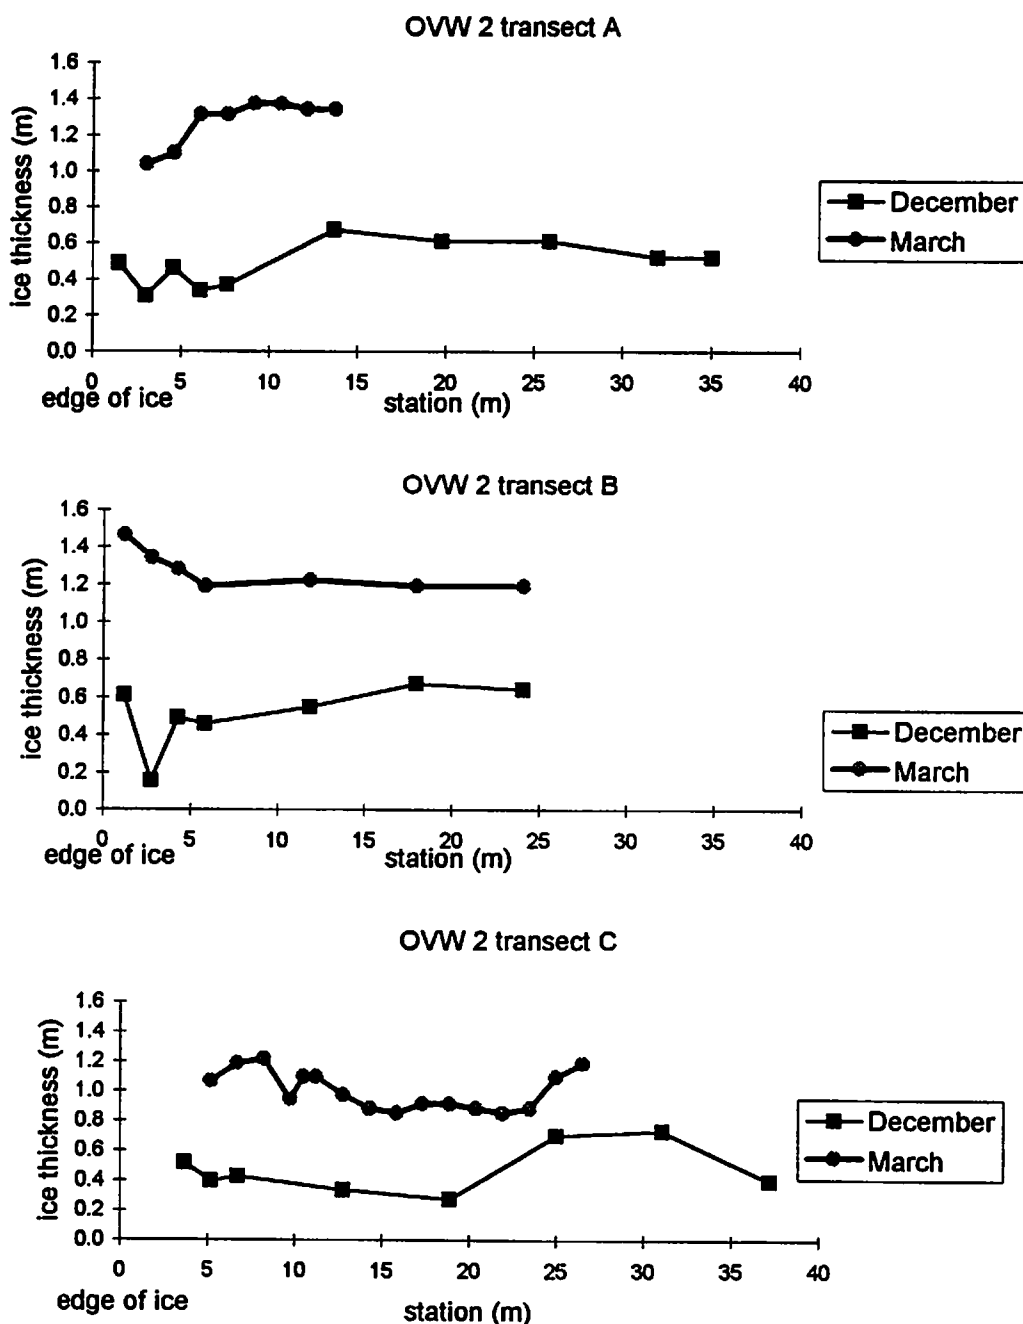 OVW 2 transect A
1.6
1.4
1.2
1.0
0.8
0.6
0.4
0.2
0.0
ice thickness (m)
0 5 10 15 20 25 30 35 40
edge of ice station (m)
December
March
OVW 2 transect B
1.6
1.4
1.2
1.0
0.8
0.6
0.4
0.2
0.0
ice thickness (m)
0 5 10 15 20 25 30 35 40
edge of ice station (m)
December
March
OVW 2 transect C
1.6
1.4
1.2
1.0
0.8
0.6
0.4
0.2
0.0
ice thickness (m)
0 5 10 15 20 25 30 35 40
edge of ice station (m)
December
March